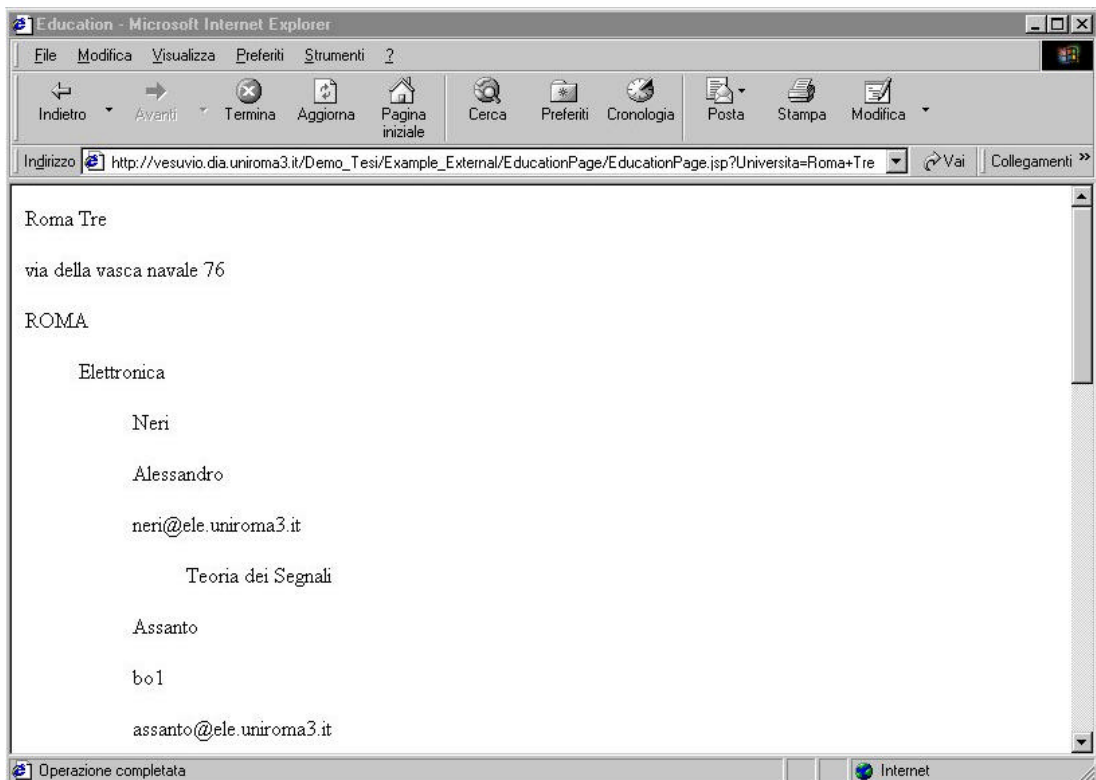 Education - Microsoft Internet Explorer
File Modifica Visualizza Preferiti Strumenti ?
Indietro Avanti Termina Aggiorna Pagina iniziale Cerca Preferiti Cronologia Posta Stampa Modifica
Indirizzo http://vesuvio.dia.uniroma3.it/Demo_Tesi/Example_External/EducationPage/EducationPage.jsp?Universita=Roma+Tre Vai Collegamenti »
Roma Tre
via della vasca navale 76
ROMA
Elettronica
Neri
Alessandro
neri@ele.uniroma3.it
Teoria dei Segnali
Assanto
bo1
assanto@ele.uniroma3.it
Operazione completata Internet